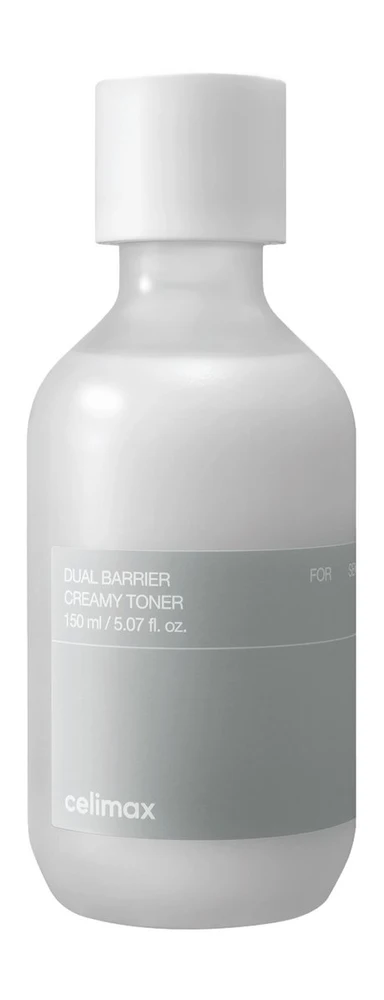 DUAL BARRIER
CREAMY TONER
150 ml / 5.07 fl. oz.
FOR
celimax